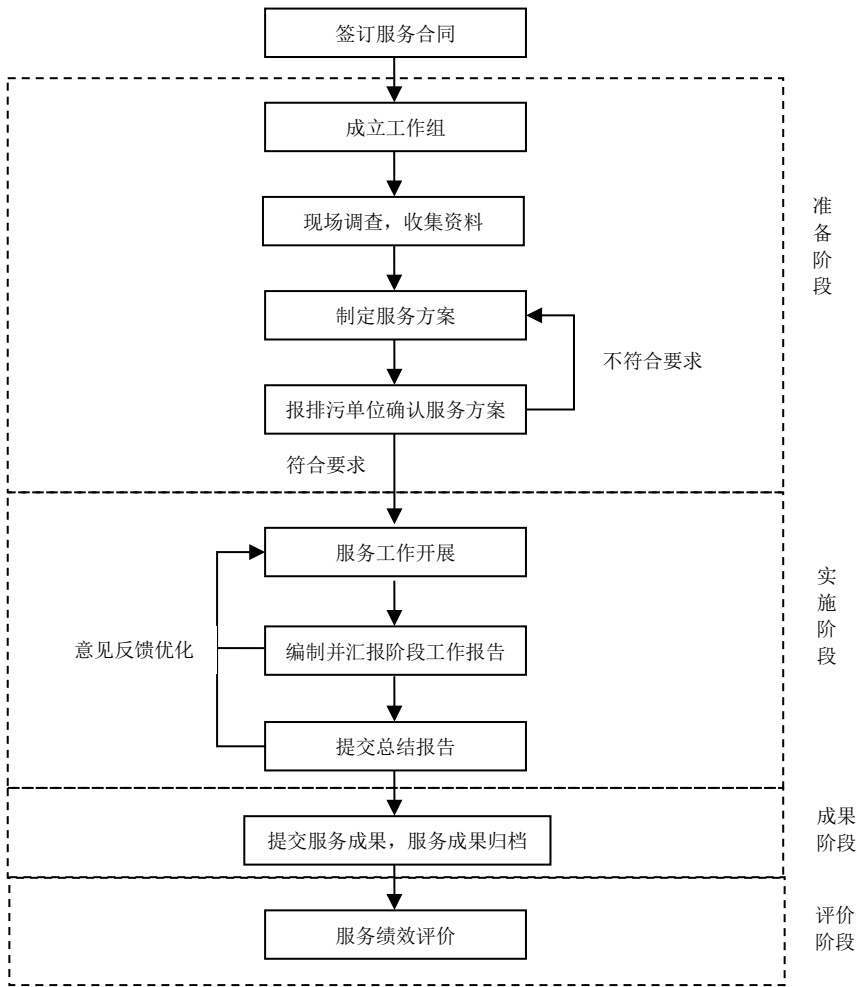 签订服务合同
成立工作组
现场调查，收集资料
准
备
阶
段
制定服务方案
不符合要求
报排污单位确认服务方案
符合要求
服务工作开展
实
施
阶
段
意见反馈优化
编制并汇报阶段工作报告
提交总结报告
提交服务成果，服务成果归档
成果
阶段
服务绩效评价
评价
阶段